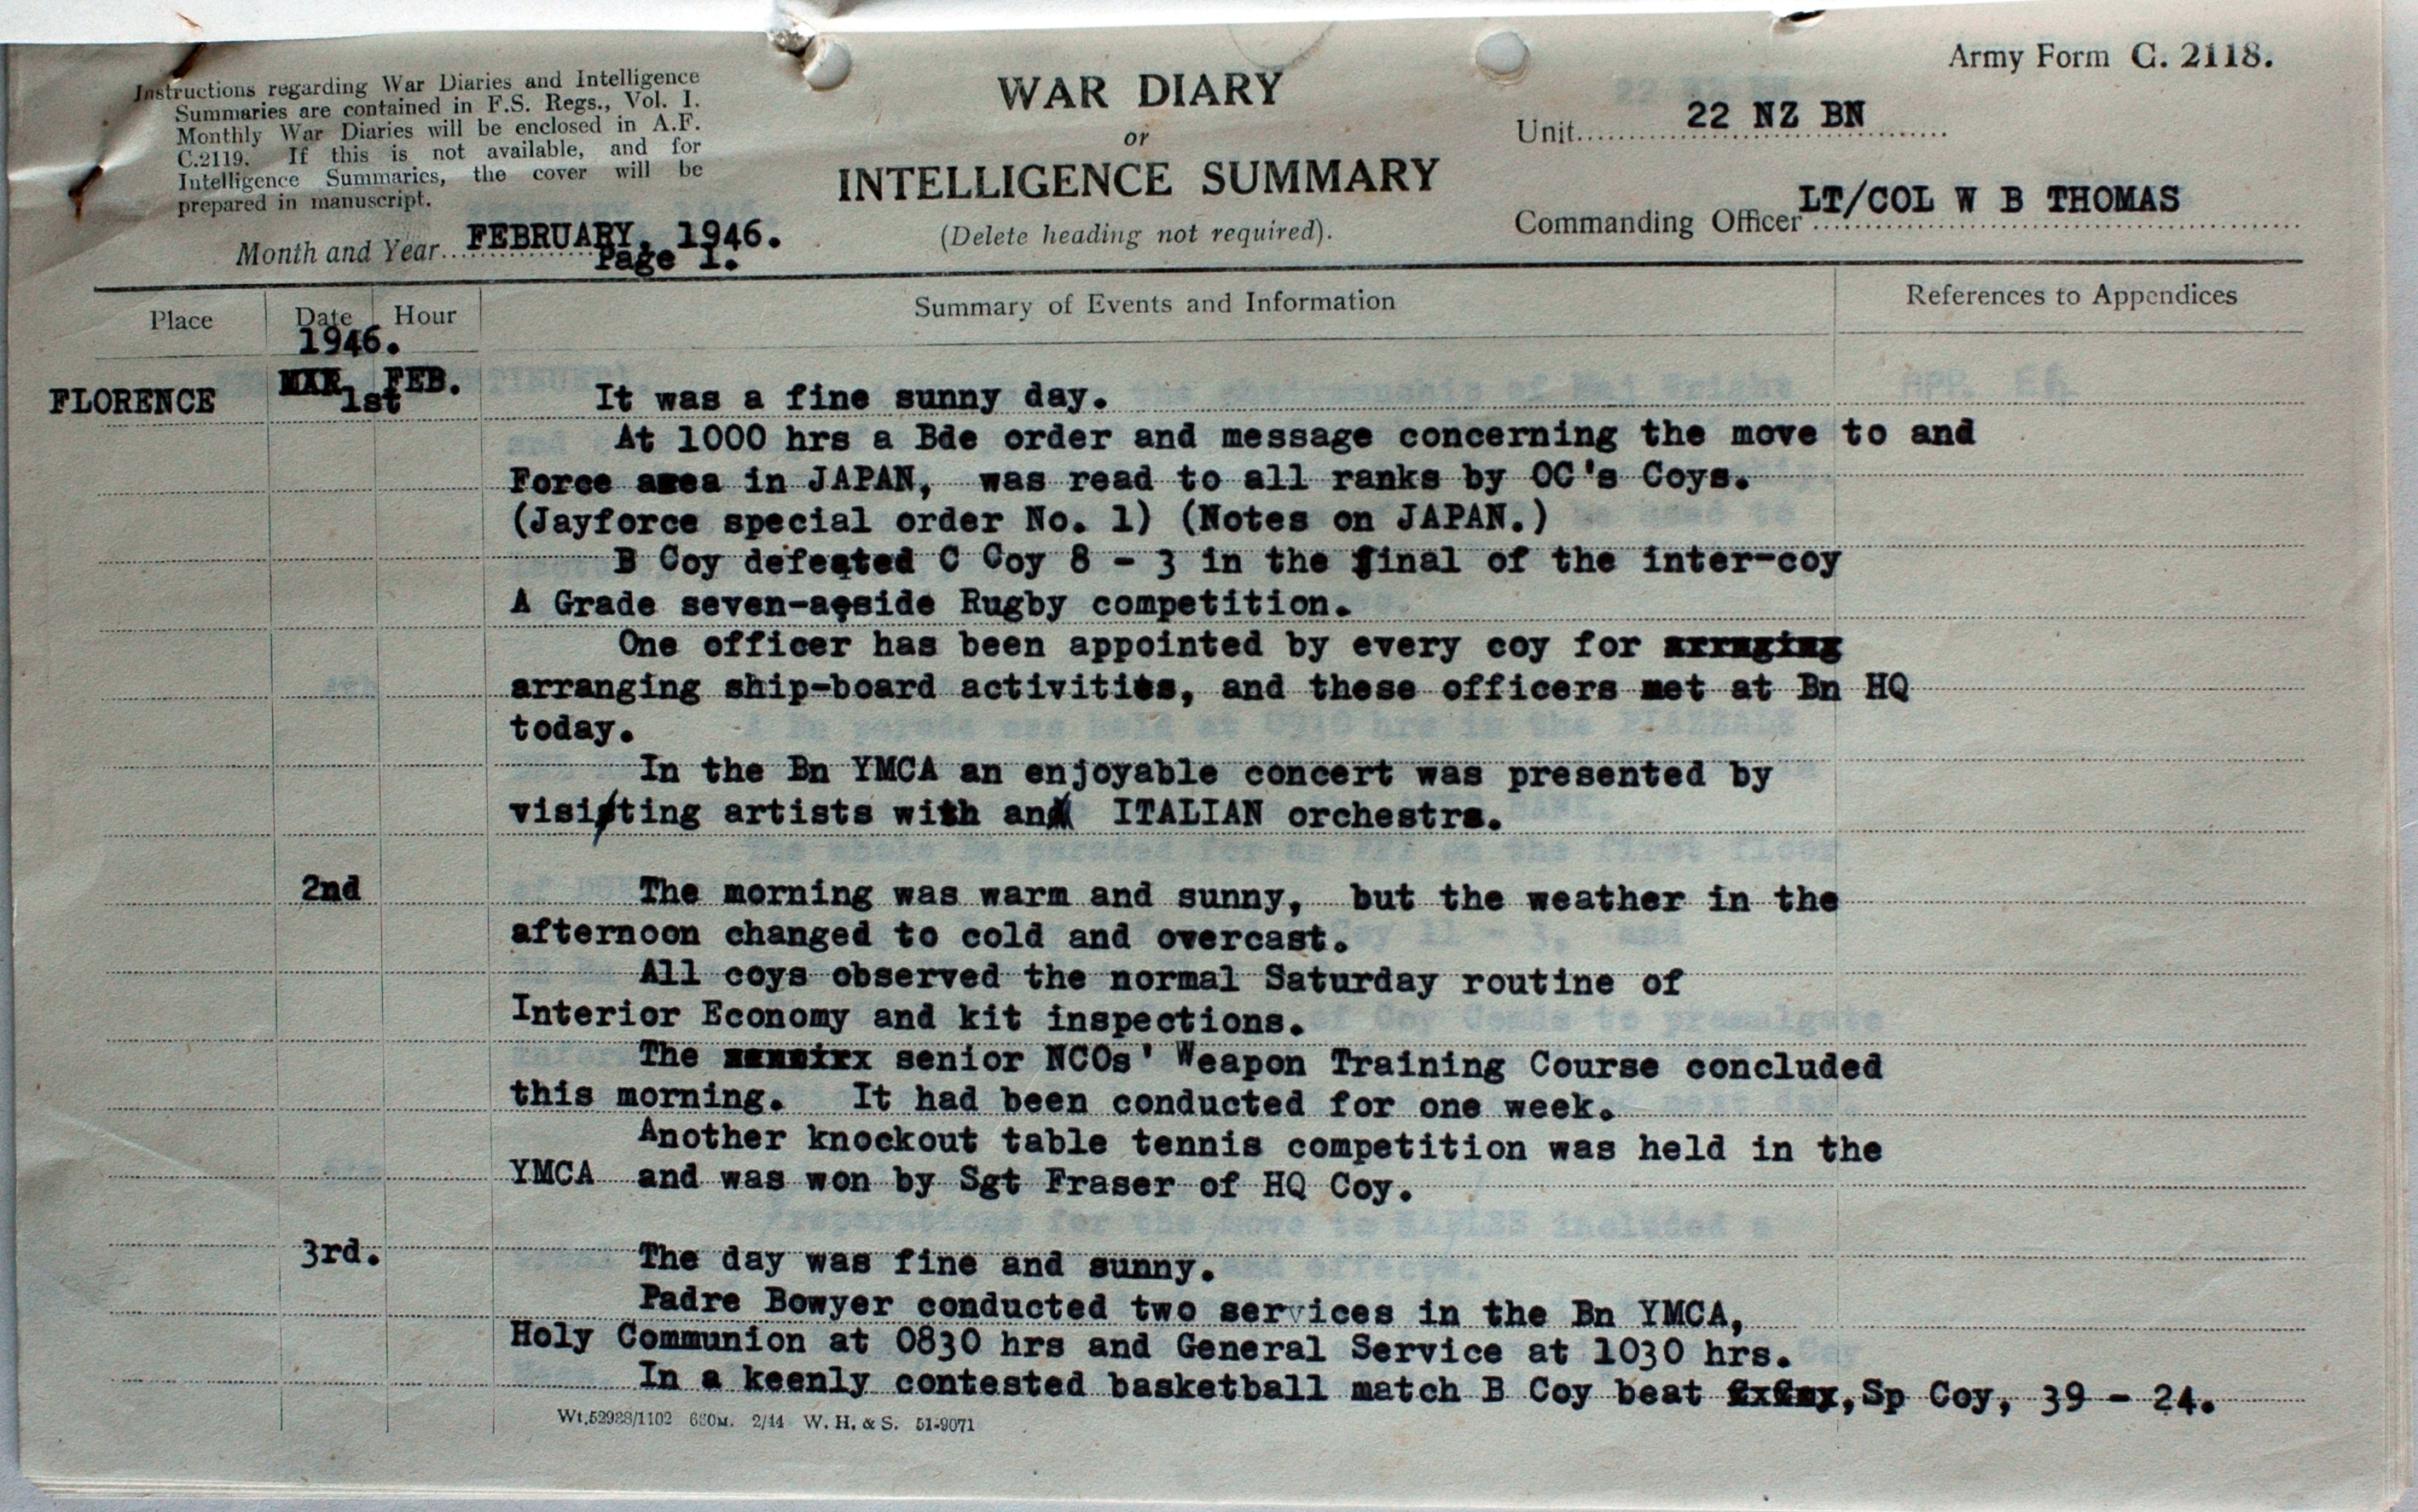 Army Form C. 2118.
Instructions regarding War Diaries and Intelligence
Summaries are contained in F.S. Regs., Vol. I.
Monthly War Diaries will be enclosed in A.F.
C.2119. If this is not available, and for
Intelligence Summaries, the cover will be
prepared in manuscript.
Month and Year FEBRUARY, 1946.
Page 1.
WAR DIARY
or
INTELLIGENCE SUMMARY
(Delete heading not required).
Unit 22 NZ BN
Commanding Officer LT/COL W B THOMAS
Place Date Hour Summary of Events and Information References to Appendices
1946.
FLORENCE MAR FEB.
1st It was a fine sunny day.
At 1000 hrs a Bde order and message concerning the move to and
Force area in JAPAN, was read to all ranks by OC's Coys.
(Jayforce special order No. 1) (Notes on JAPAN.)
B Coy defeated C Coy 8 - 3 in the final of the inter-coy
A Grade seven-a-side Rugby competition.
One officer has been appointed by every coy for
arranging ship-board activities, and these officers met at Bn HQ
today.
In the Bn YMCA an enjoyable concert was presented by
visiting artists with an ITALIAN orchestra.
2nd The morning was warm and sunny, but the weather in the
afternoon changed to cold and overcast.
All coys observed the normal Saturday routine of
Interior Economy and kit inspections.
The senior NCOs' Weapon Training Course concluded
this morning. It had been conducted for one week.
Another knockout table tennis competition was held in the
YMCA and was won by Sgt Fraser of HQ Coy.
3rd. The day was fine and sunny.
Padre Bowyer conducted two services in the Bn YMCA,
Holy Communion at 0830 hrs and General Service at 1030 hrs.
In a keenly contested basketball match B Coy beat Sp Coy, 39 - 24.
Wt.52938/1102 660M. 2/44 W. H. & S. 51-9071